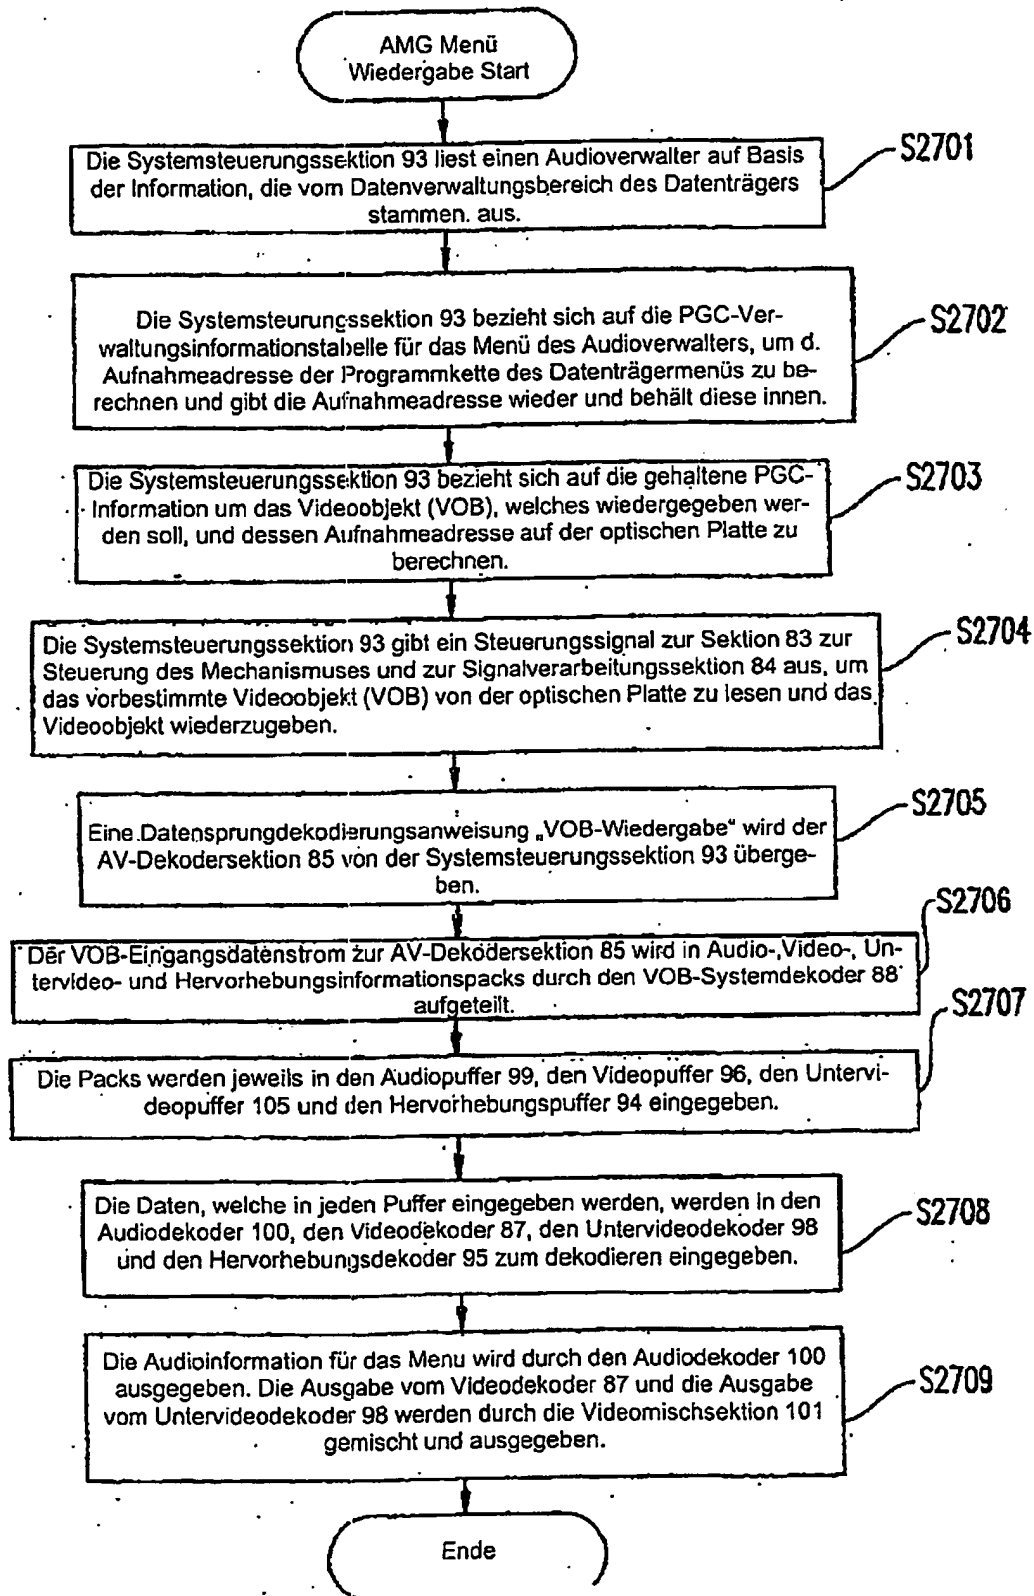 AMG Menü
Wiedergabe Start
S2701
Die Systemsteuerungssektion 93 liest einen Audioverwalter auf Basis
der Information, die vom Datenverwaltungsbereich des Datenträgers
stammen. aus.
S2702
Die Systemsteurungssektion 93 bezieht sich auf die PGC-Ver-
waltungsinformationstabelle für das Menü des Audioverwalters, um d.
Aufnahmeadresse der Programmkette des Datenträgermenüs zu be-
rechnen und gibt die Aufnahmeadresse wieder und behält diese innen.
S2703
Die Systemsteuerungssektion 93 bezieht sich auf die gehaltene PGC-
Information um das Videoobjekt (VOB), welches wiedergegeben wer-
den soll, und dessen Aufnahmeadresse auf der optischen Platte zu
berechnen.
S2704
Die Systemsteuerungssektion 93 gibt ein Steuerungssignal zur Sektion 83 zur
Steuerung des Mechanismuses und zur Signalverarbeitungssektion 84 aus, um
das vorbestimmte Videoobjekt (VOB) von der optischen Platte zu lesen und das
Videoobjekt wiederzugeben.
S2705
Eine Datensprungdekodierungsanweisung „VOB-Wiedergabe“ wird der
AV-Dekodersektion 85 von der Systemsteuerungssektion 93 überge-
ben.
S2706
Der VOB-Eingangsdatenstrom zur AV-Dekodersektion 85 wird in Audio-,Video-, Un-
tervideo- und Hervorhebungsinformationspacks durch den VOB-Systemdekoder 88
aufgeteilt.
S2707
Die Packs werden jeweils in den Audiopuffer 99, den Videopuffer 96, den Untervi-
deopuffer 105 und den Hervorhebungspuffer 94 eingegeben.
S2708
Die Daten, welche in jeden Puffer eingegeben werden, werden in den
Audiodekoder 100, den Videodekoder 87, den Untervideodekoder 98
und den Hervorhebungsdekoder 95 zum dekodieren eingegeben.
S2709
Die Audioinformation für das Menu wird durch den Audiodekoder 100
ausgegeben. Die Ausgabe vom Videodekoder 87 und die Ausgabe
vom Untervideodekoder 98 werden durch die Videomischsektion 101
gemischt und ausgegeben.
Ende